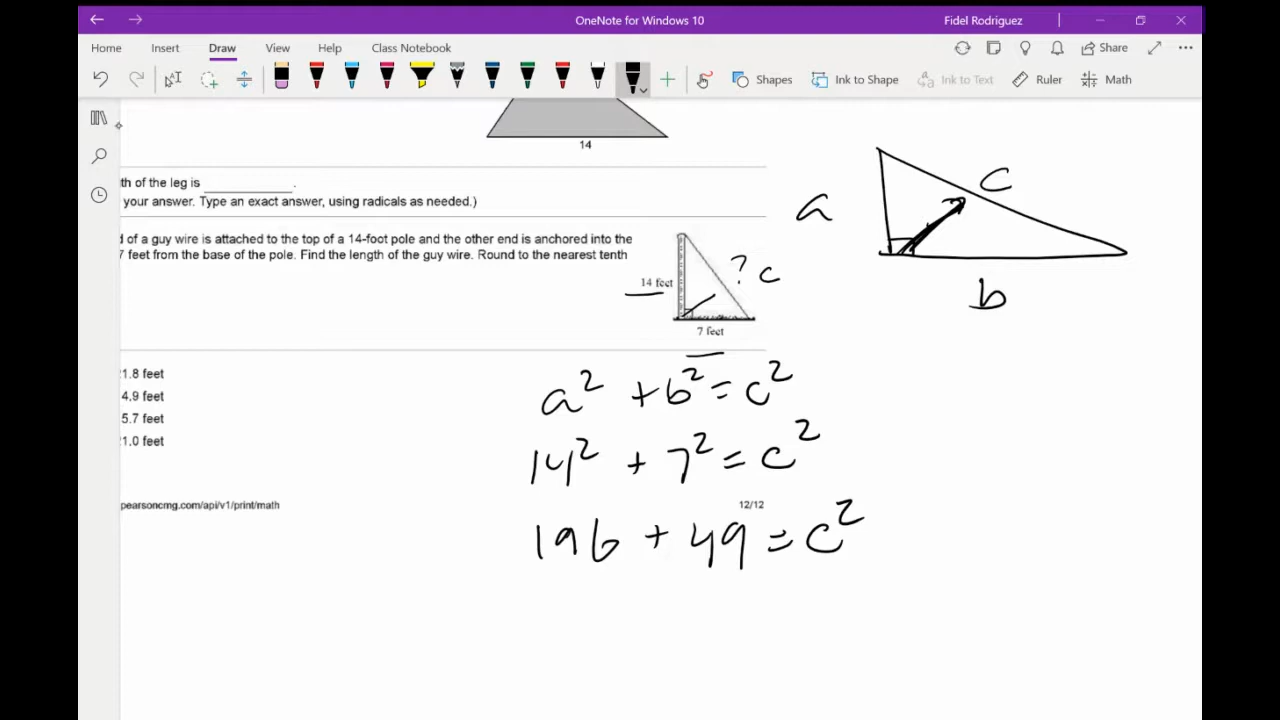 OneNote for Windows 10
Fidel Rodriguez
Home Insert Draw View Help Class Notebook
Share
Shapes Ink to Shape Ink to Text Ruler Math
14
th of the leg is
your answer. Type an exact answer, using radicals as needed.)
d of a guy wire is attached to the top of a 14-foot pole and the other end is anchored into the
7 feet from the base of the pole. Find the length of the guy wire. Round to the nearest tenth
14 feet
? c
7 feet
a
c
b
1.8 feet
4.9 feet
5.7 feet
1.0 feet
a² + b² = c²
14² + 7² = c²
pearsoncmg.com/api/v1/print/math
12/12
196 + 49 = c²